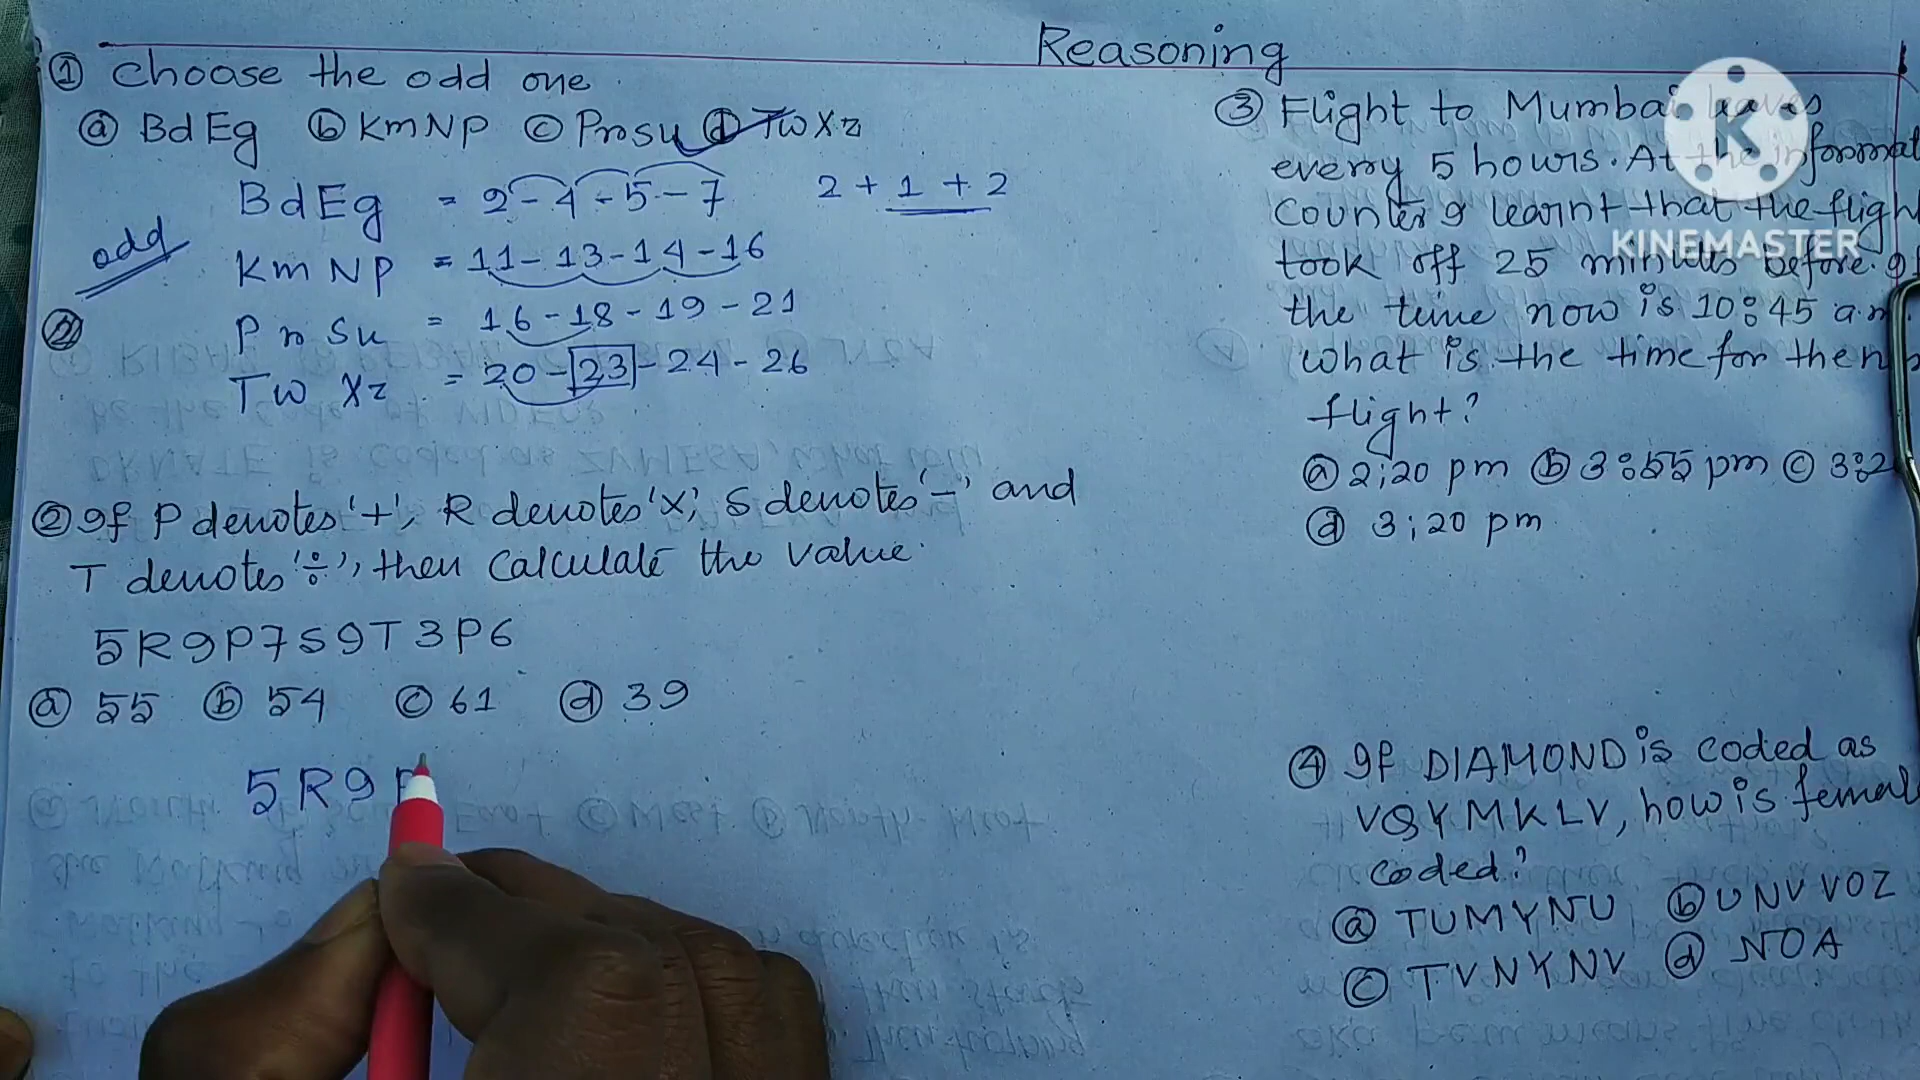 Reasoning
① Choose the odd one
ⓐ BdEg ⓑ KmNp ⓒ PrSu ⓓ TwXz
BdEg = 2-4-5-7 2+1+2
KmNp = 11-13-14-16
odd
PrSu = 16-18-19-21
TwXz = 20-23-24-26
② If P denotes '+', R denotes 'x', S denotes '-' and
T denotes '÷', then calculate the value.
5R9P7S9T3P6
ⓐ 55 ⓑ 54 ⓒ 61 ⓓ 39
5R9P
③ Flight to Mumbai leaves
every 5 hours. At the informat
Counter I learnt that the fligh
took off 25 minutes before. If
the time now is 10:45 a.m
What is the time for the n
flight?
ⓐ 2:20 pm ⓑ 3:55 pm ⓒ 3:2
ⓓ 3:20 pm
④ If DIAMOND is coded as
VQYMKLV, how is femal
coded?
ⓐ TUMYNU ⓑ UNVVOZ
ⓒ TVNYNV ⓓ NOA
K
KINEMASTER